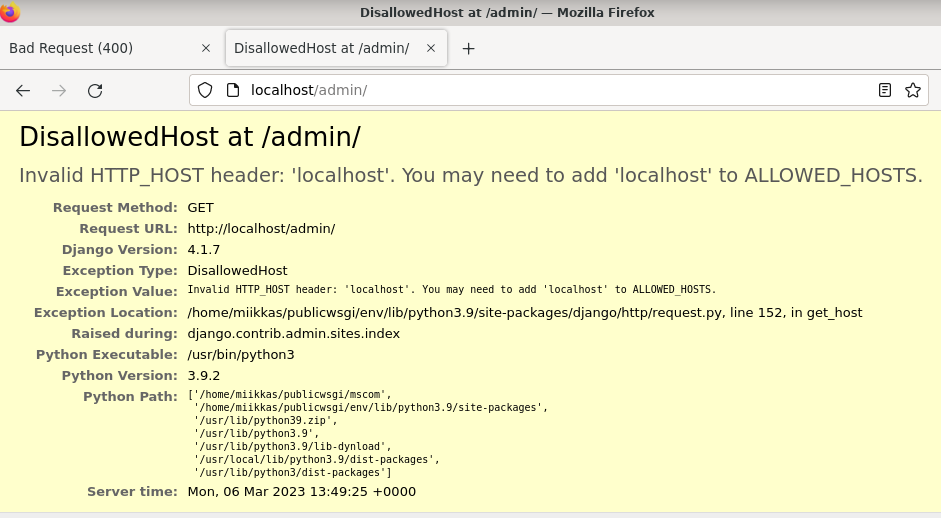 DisallowedHost at /admin/ — Mozilla Firefox
Bad Request (400)
DisallowedHost at /admin/
localhost/admin/
DisallowedHost at /admin/
Invalid HTTP_HOST header: 'localhost'. You may need to add 'localhost' to ALLOWED_HOSTS.
Request Method: GET
Request URL: http://localhost/admin/
Django Version: 4.1.7
Exception Type: DisallowedHost
Exception Value: Invalid HTTP_HOST header: 'localhost'. You may need to add 'localhost' to ALLOWED_HOSTS.
Exception Location: /home/miikkas/publicwsgi/env/lib/python3.9/site-packages/django/http/request.py, line 152, in get_host
Raised during: django.contrib.admin.sites.index
Python Executable: /usr/bin/python3
Python Version: 3.9.2
Python Path: ['/home/miikkas/publicwsgi/mscom',
'/home/miikkas/publicwsgi/env/lib/python3.9/site-packages',
'/usr/lib/python39.zip',
'/usr/lib/python3.9',
'/usr/lib/python3.9/lib-dynload',
'/usr/local/lib/python3.9/dist-packages',
'/usr/lib/python3/dist-packages']
Server time: Mon, 06 Mar 2023 13:49:25 +0000